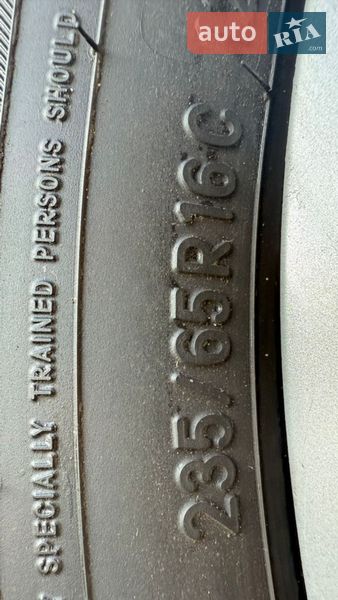 auto RIA .com
SPECIALLY TRAINED PERSONS SHOULD
235/65R16C